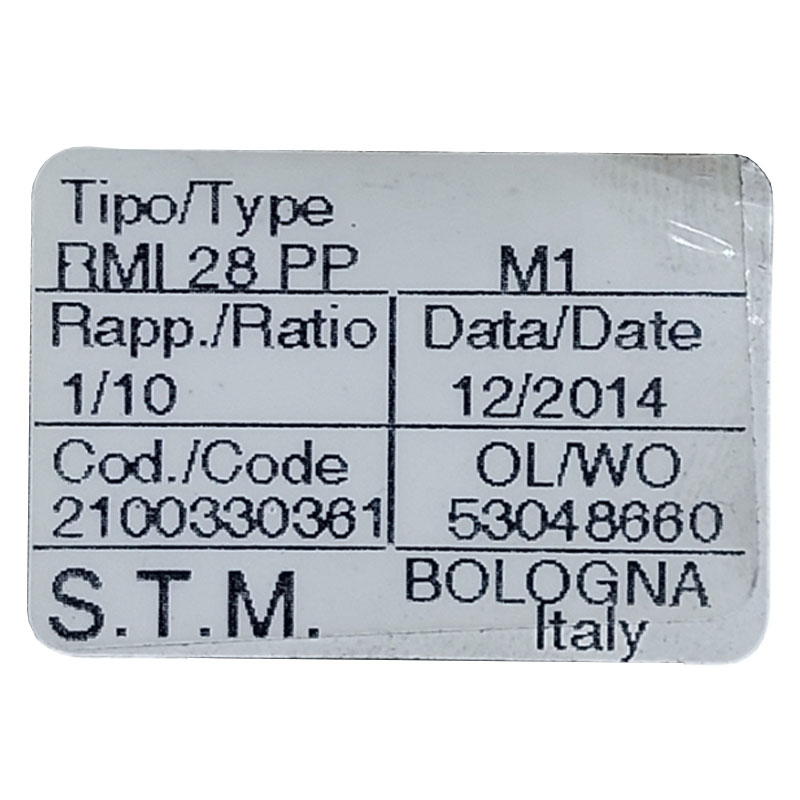 Tipo/Type
RMI 28 PP M1
Rapp./Ratio Data/Date
1/10 12/2014
Cod./Code OL/WO
2100330361 53048660
S.T.M. BOLOGNA
Italy